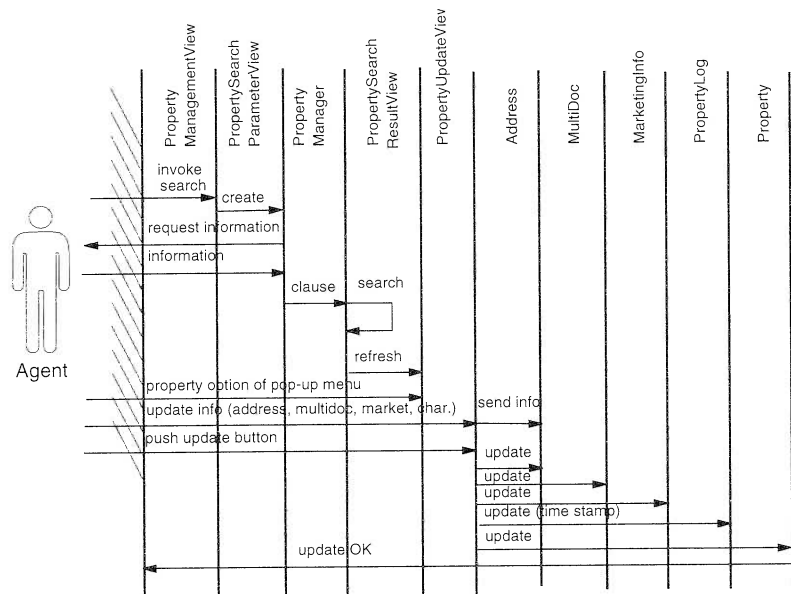 Property
ManagementView
PropertySearch
ParameterView
Property
Manager
PropertySearch
ResultView
PropertyUpdateViev
Address
MultiDoc
MarketingInfo
PropertyLog
Property
invoke
search
create
request information
information
clause
search
refresh
Agent
property option of pop-up menu
update info (address, multidoc, market, char.)
send info
push update button
update
update
update
update (time stamp)
update
update OK